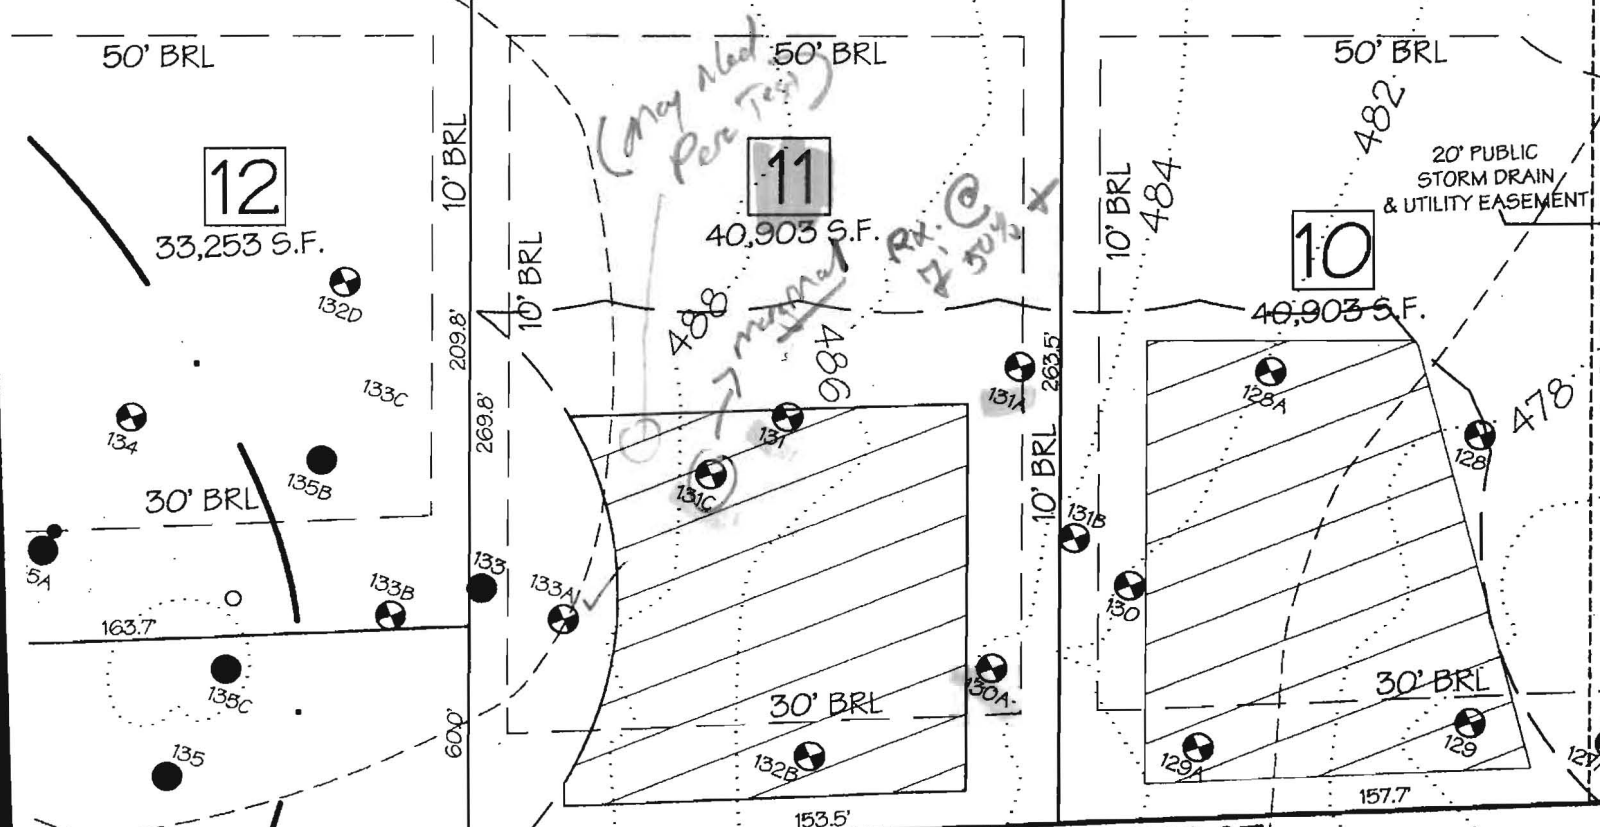 50' BRL
50' BRL
50' BRL
(may Need
Perc Test)
482
10' BRL
12
33,253 S.F.
11
40,903 S.F.
20' PUBLIC
STORM DRAIN
& UTILITY EASEMENT
10' BRL
484
10
40,903 S.F.
@
50%
10' BRL
132D
209.8'
488
marginal
486
263.5'
131A
128A
478
133C
134
269.8'
131
128
135B
131C
30' BRL
10' BRL
131B
5A
133
133A
133B
130
163.7'
135C
130A
30' BRL
30' BRL
60.0'
135
132B
129A
129
127
153.5'
157.7'